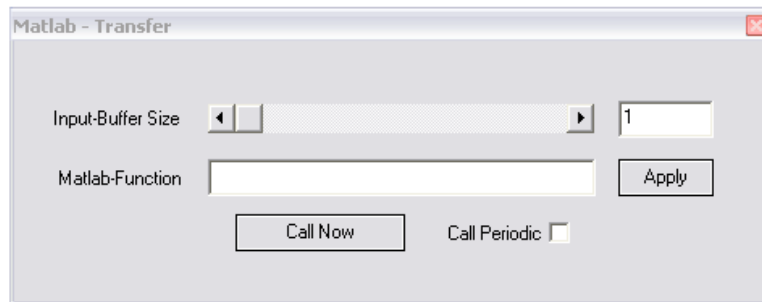 Matlab - Transfer
Input-Buffer Size 1
Matlab-Function Apply
Call Now Call Periodic